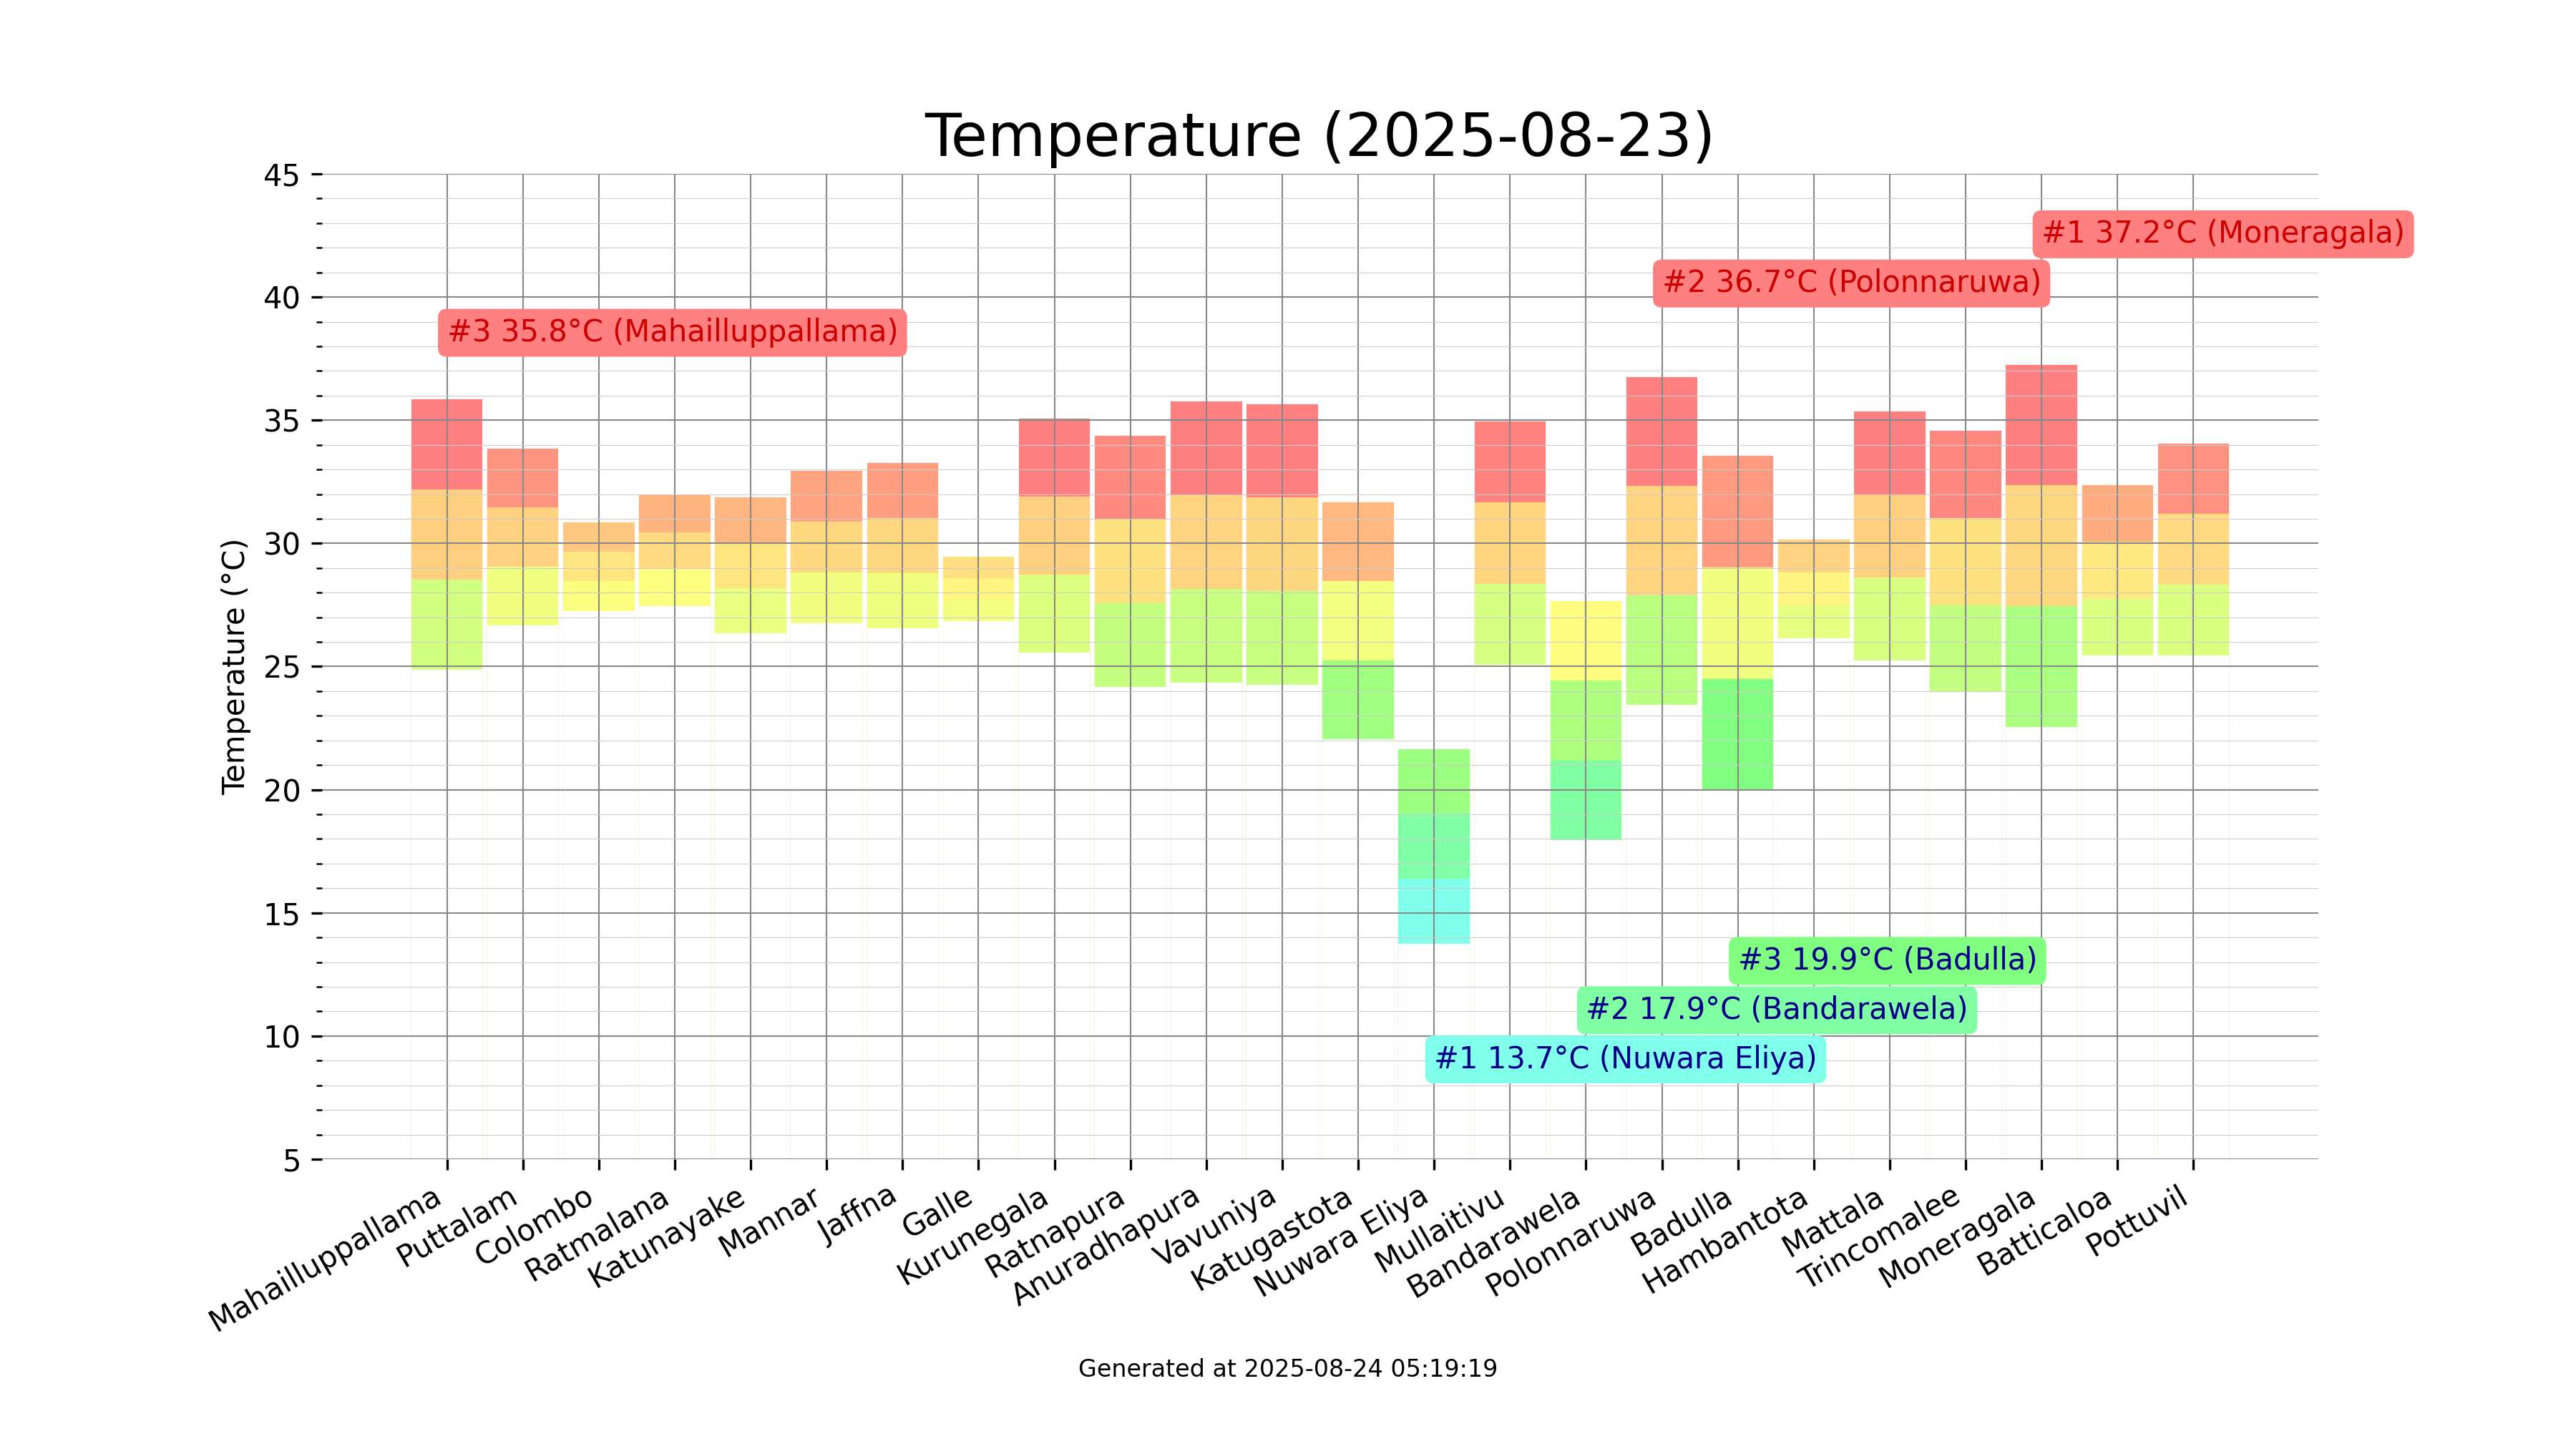 Temperature (2025-08-23)
45
40
35
30
25
20
15
10
5
Temperature (°C)
#1 37.2°C (Moneragala)
#2 36.7°C (Polonnaruwa)
#3 35.8°C (Mahailluppallama)
#3 19.9°C (Badulla)
#2 17.9°C (Bandarawela)
#1 13.7°C (Nuwara Eliya)
Mahailluppallama
Puttalam
Colombo
Ratmalana
Katunayake
Mannar
Jaffna
Galle
Kurunegala
Ratnapura
Anuradhapura
Vavuniya
Katugastota
Nuwara Eliya
Mullaitivu
Bandarawela
Polonnaruwa
Badulla
Hambantota
Mattala
Trincomalee
Moneragala
Batticaloa
Pottuvil
Generated at 2025-08-24 05:19:19